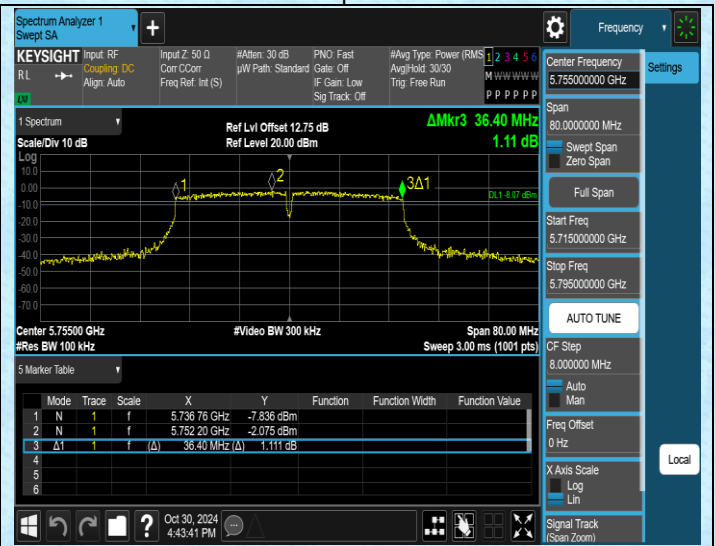 Spectrum Analyzer 1
Swept SA
+
Frequency
KEYSIGHT
RL
LXI
Input: RF
Coupling: DC
Align: Auto
Input Z: 50 Ω
Corr CCorr
Freq Ref: Int (S)
#Atten: 30 dB
µW Path: Standard
PNO: Fast
Gate: Off
IF Gain: Low
Sig Track: Off
#Avg Type: Power (RMS
Avg|Hold: 30/30
Trig: Free Run
1 2 3 4 5 6
M W W W W W
P P P P P P
1 Spectrum
Scale/Div 10 dB
Ref Lvl Offset 12.75 dB
Ref Level 20.00 dBm
ΔMkr3 36.40 MHz
1.11 dB
Log
10.0
0.00
-10.0
-20.0
-30.0
-40.0
-50.0
-60.0
-70.0
1
2
3Δ1
DL1 -8.07 dBm
Center 5.75500 GHz
#Res BW 100 kHz
#Video BW 300 kHz
Span 80.00 MHz
Sweep 3.00 ms (1001 pts)
5 Marker Table
Mode Trace Scale X Y Function Function Width Function Value
1 N 1 f 5.736 76 GHz -7.836 dBm
2 N 1 f 5.752 20 GHz -2.075 dBm
3 Δ1 1 f (Δ) 36.40 MHz (Δ) 1.111 dB
4
5
6
Center Frequency
5.755000000 GHz
Span
80.0000000 MHz
Swept Span
Zero Span
Full Span
Start Freq
5.715000000 GHz
Stop Freq
5.795000000 GHz
AUTO TUNE
CF Step
8.000000 MHz
Auto
Man
Freq Offset
0 Hz
X Axis Scale
Log
Lin
Signal Track
(Span Zoom)
Settings
Local
?
Oct 30, 2024
4:43:41 PM